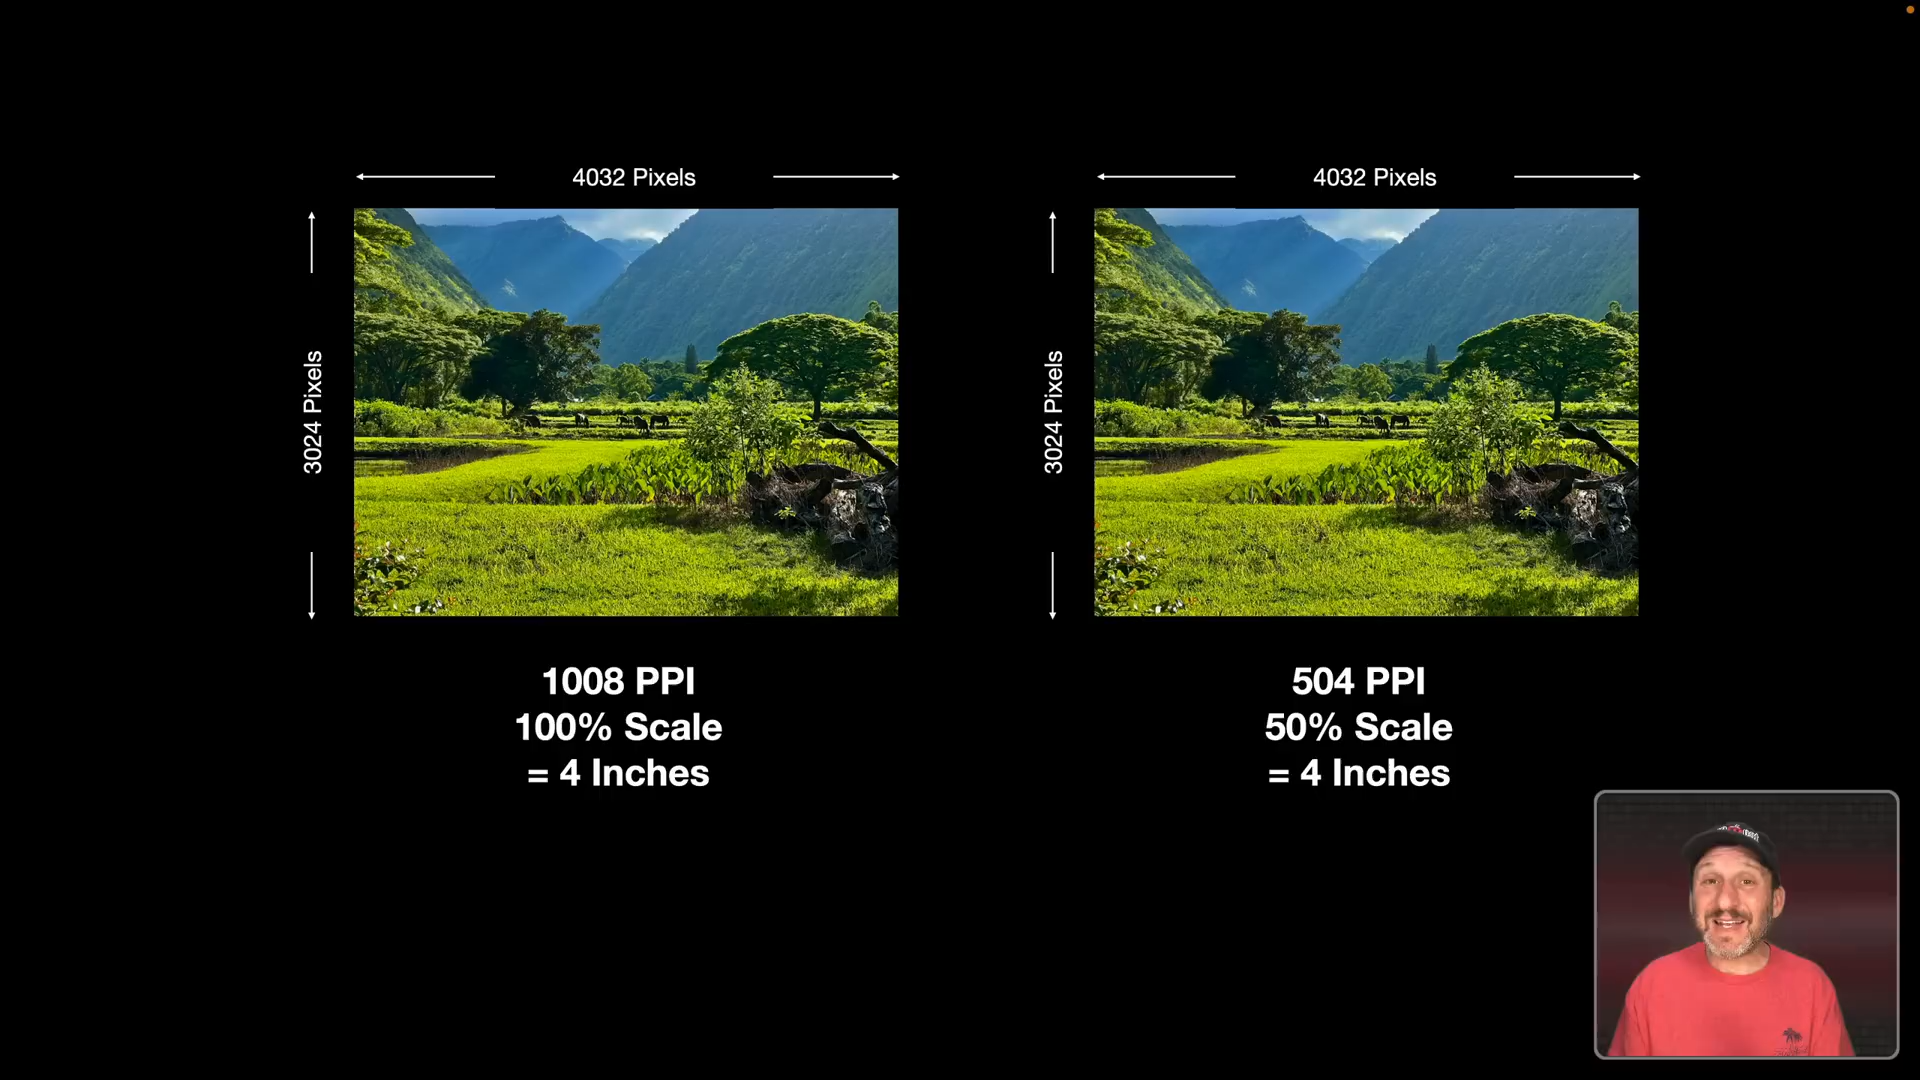 4032 Pixels
3024 Pixels
1008 PPI
100% Scale
= 4 Inches
4032 Pixels
3024 Pixels
504 PPI
50% Scale
= 4 Inches